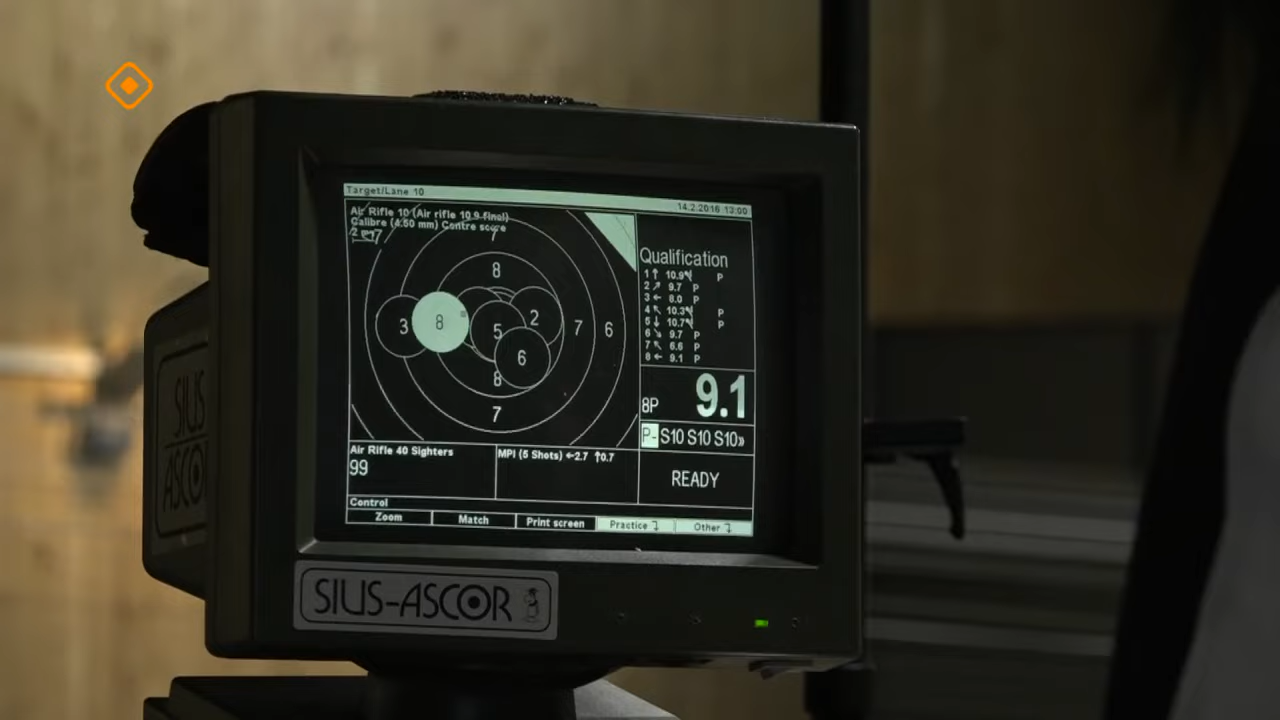 Target/Lane 10
14.2.2016 13:00
Air Rifle 10 (Air rifle 10.9 final)
Calibre (4.50 mm) Centre score
7
8
3 8 5 2 7 6
6
8
7
Qualification
1 ↑ 10.9* P
2 ↗ 9.7 P
3 ← 8.0 P
4 ↖ 10.3* P
5 ↓ 10.7* P
6 ↘ 9.7 P
7 ↖ 6.6 P
8 ← 9.1 P
8P 9.1
P- S10 S10 S10»
READY
Air Rifle 40 Sighters
99
MPI (5 Shots) ←2.7 ↑0.7
Control
Zoom Match Print screen Practice Other
SIUS-ASCOR
SIUS
ASCO